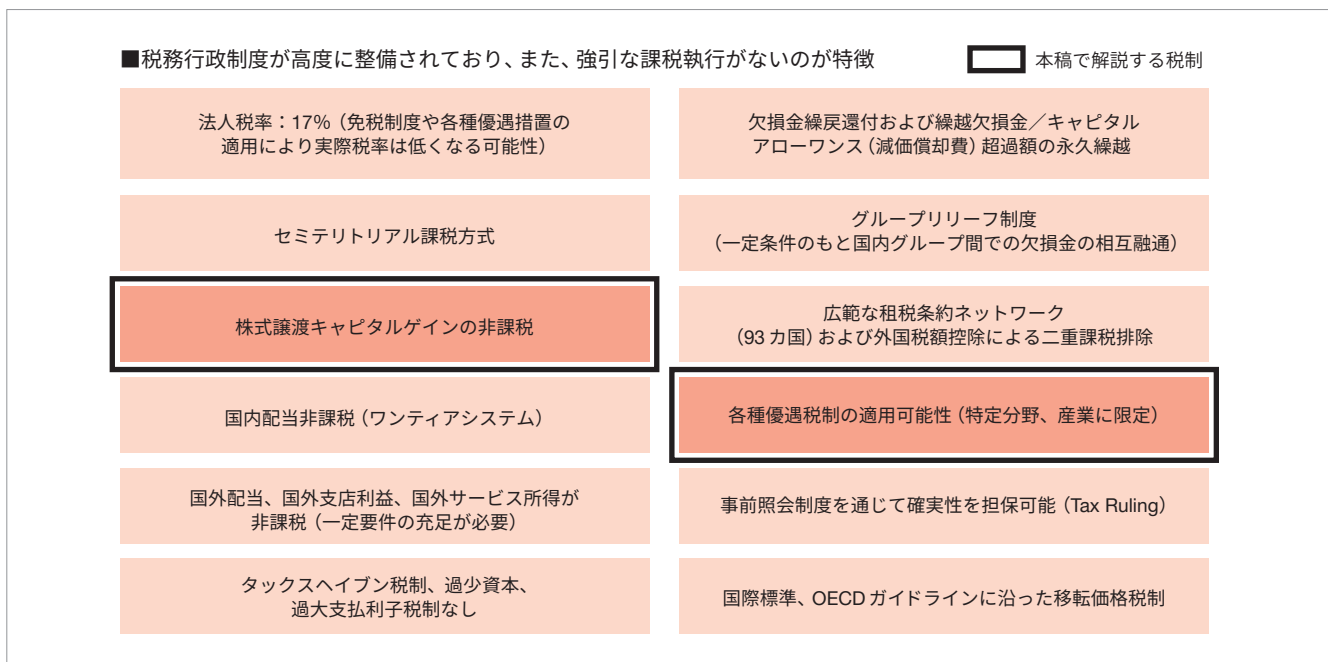 ■税務行政制度が高度に整備されており、また、強引な課税執行がないのが特徴
本稿で解説する税制
法人税率：17%（免税制度や各種優遇措置の
適用により実際税率は低くなる可能性）
セミテリトリアル課税方式
株式譲渡キャピタルゲインの非課税
国内配当非課税（ワンティアシステム）
国外配当、国外支店利益、国外サービス所得が
非課税（一定要件の充足が必要）
タックスヘイブン税制、過少資本、
過大支払利子税制なし
欠損金繰戻還付および繰越欠損金／キャピタル
アローワンス（減価償却費）超過額の永久繰越
グループリリーフ制度
（一定条件のもと国内グループ間での欠損金の相互融通）
広範な租税条約ネットワーク
（93 カ国）および外国税額控除による二重課税排除
各種優遇税制の適用可能性（特定分野、産業に限定）
事前照会制度を通じて確実性を担保可能（Tax Ruling）
国際標準、OECD ガイドラインに沿った移転価格税制